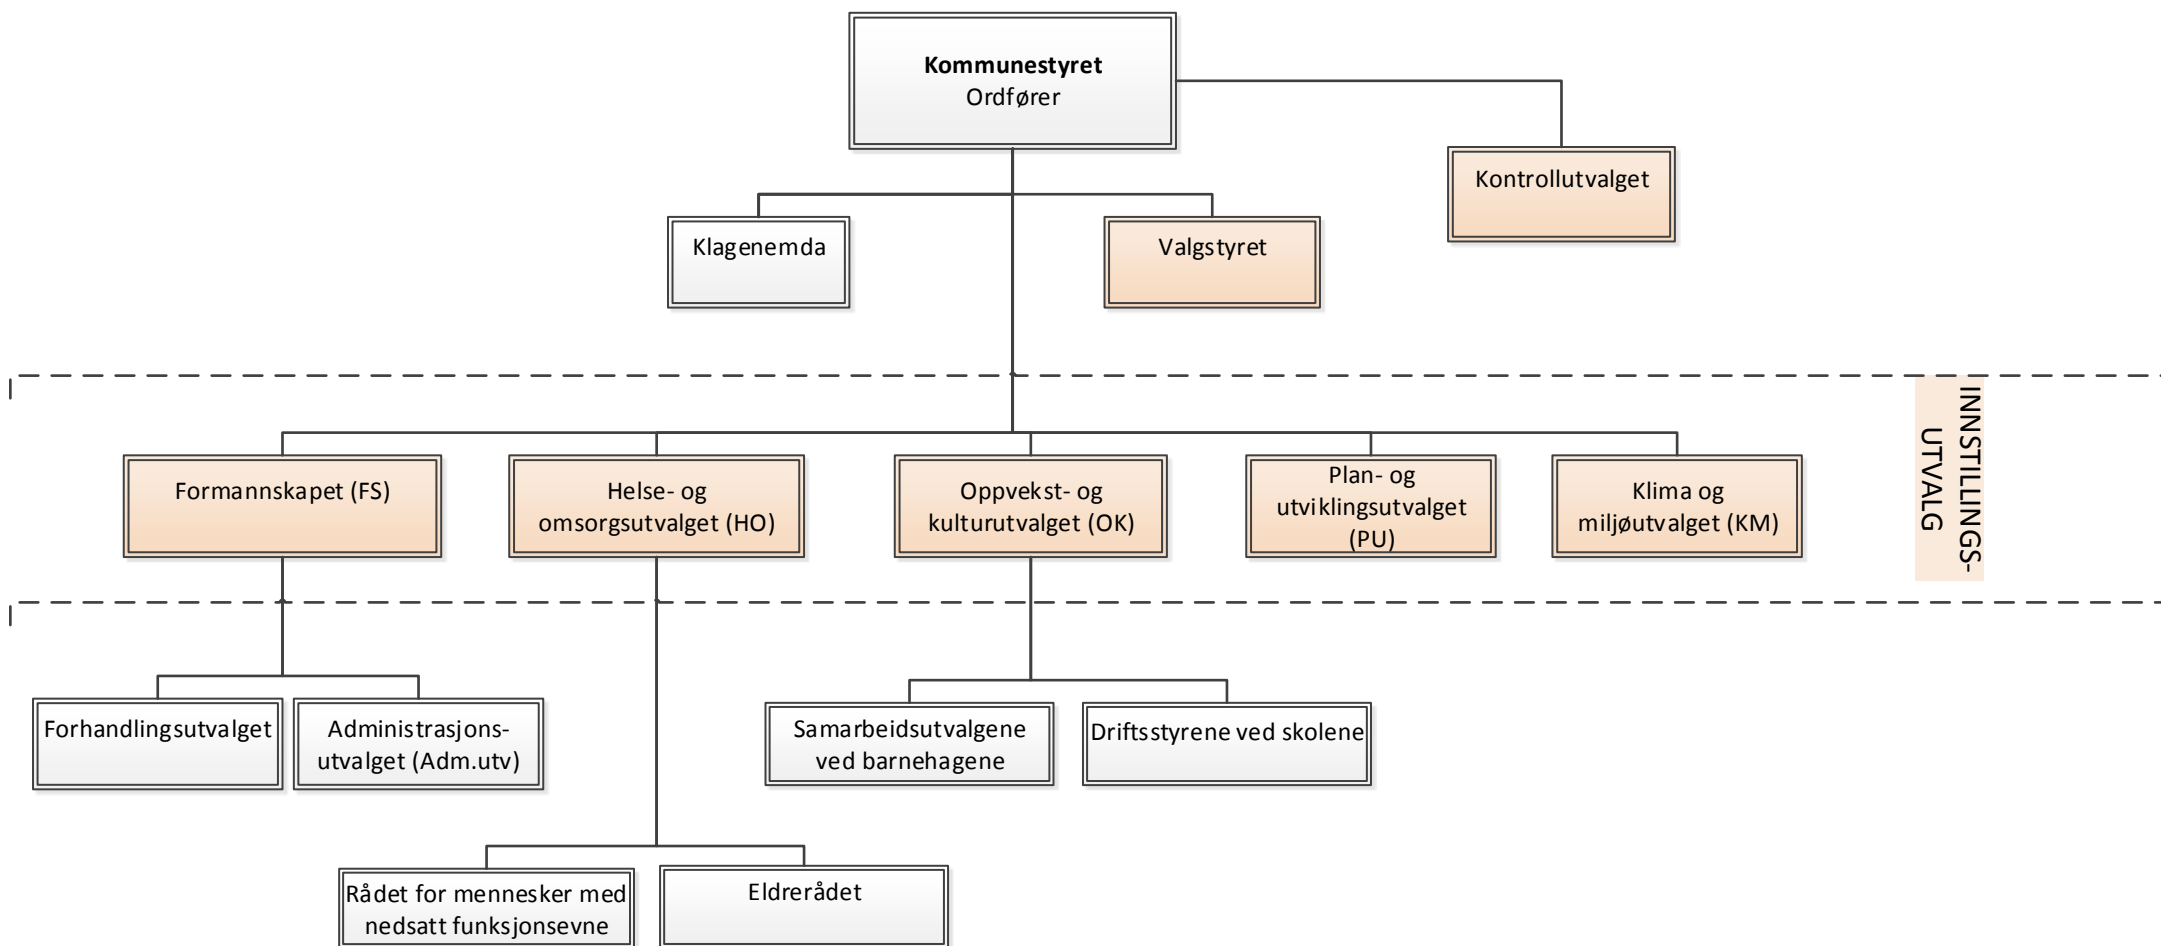 Kommunestyret
Ordfører
Kontrollutvalget
Klagenemda
Valgstyret
INNSTILLINGS-
UTVALG
Formannskapet (FS)
Helse- og
omsorgsutvalget (HO)
Oppvekst- og
kulturutvalget (OK)
Plan- og
utviklingsutvalget
(PU)
Klima og
miljøutvalget (KM)
Forhandlingsutvalget
Administrasjons-
utvalget (Adm.utv)
Samarbeidsutvalgene
ved barnehagene
Driftsstyrene ved skolene
Rådet for mennesker med
nedsatt funksjonsevne
Eldrerådet